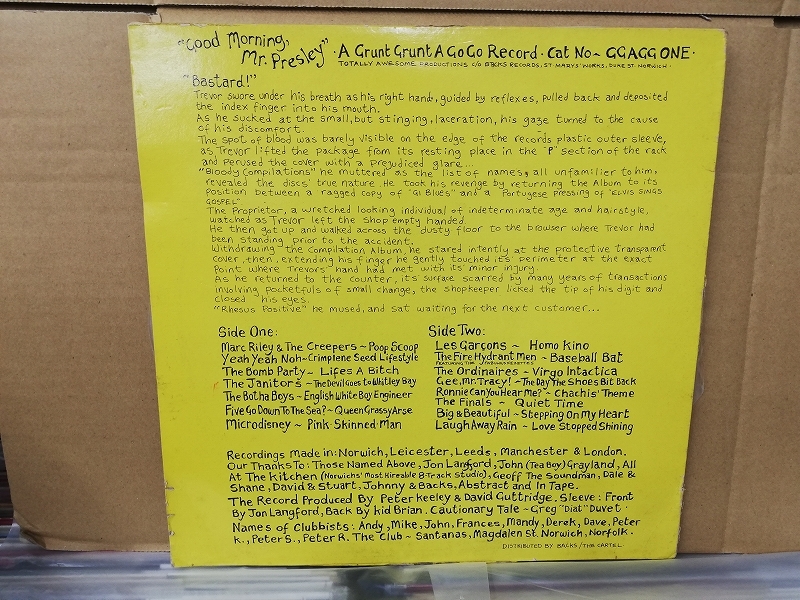 "Good Morning,
Mr. Presley" · A Grunt Grunt A Go Go Record · Cat No~ GGAGG ONE ·
TOTALLY AWESOME PRODUCTIONS C/O BACKS RECORDS, ST MARYS' WORKS, DUKE ST. NORWICH ·
"Bastard!"
Trevor swore under his breath as his right hand, guided by reflexes, pulled back and deposited
the index finger into his mouth.
As he sucked at the small, but stinging, laceration, his gaze turned to the cause
of his discomfort.
The spot of blood was barely visible on the edge of the records plastic outer sleeve,
as Trevor lifted the package from its resting place in the "P" section of the rack
and perused the cover with a prejudiced glare...
"Bloody Compilations" he muttered as the list of names, all unfamilier to him,
revealed the discs' true nature. He took his revenge by returning the Album to its
position between a ragged copy of "GI Blues" and a Portugese pressing of "ELVIS SINGS
GOSPEL"
The Proprietor, a wretched looking individual of indeterminate age and hairstyle,
watched as Trevor left the shop empty handed.
He then got up and walked across the dusty floor to the browser where Trevor had
been standing prior to the accident.
Withdrawing the Compilation Album, he stared intently at the protective transparent
cover, then, extending his finger he gently touched its' perimeter at the exact
point where Trevors' hand had met with its' minor injury.
As he returned to the counter, it's surface scarred by many years of transactions
involving pocketfuls of small change, the shopkeeper licked the tip of his digit and
closed his eyes.
"Rhesus Positive" he mused, and sat waiting for the next customer...
Side One:
Marc Riley & The Creepers ~ Poop Scoop
Yeah Yeah Noh ~ Crimplene Seed Lifestyle
The Bomb Party ~ Lifes A Bitch
The Janitors ~ The Devil Goes to Whitley Bay
The Botha Boys ~ English White Boy Engineer
Five Go Down To The Sea? ~ Queen Grassy Arse
Microdisney ~ Pink Skinned Man
Side Two:
Les Garçons ~ Homo Kino
The Fire Hydrant Men ~ Baseball Bat
The Ordinaires ~ Virgo Intactica
Gee, Mr. Tracy! ~ The Day The Shoes Bit Back
Ronnie Can You Hear Me? ~ Chachis' Theme
The Finals ~ Quiet Time
Big & Beautiful ~ Stepping On My Heart
Laugh Away Rain ~ Love Stopped Shining
Recordings made in: Norwich, Leicester, Leeds, Manchester & London.
Our Thanks To: Those Named Above, Jon Langford, John (Tea Boy) Grayland, All
At The Kitchen (Norwichs' Most Hireable 8-Track Studio), Geoff The Soundman, Dale &
Shane, David & Stuart. Johnny & Backs, Abstract and In Tape.
The Record Produced By Peter Keeley & David Guttridge. Sleeve: Front
By Jon Langford, Back By Kid Brian. Cautionary Tale ~ Greg "Diat" Duvet ·
Names of Clubbists: Andy, Mike, John, Frances, Mandy, Derek, Dave, Peter
K., Peter S., Peter R. The Club ~ Santanas, Magdalen St. Norwich, Norfolk.
DISTRIBUTED BY BACKS / THE CARTEL.